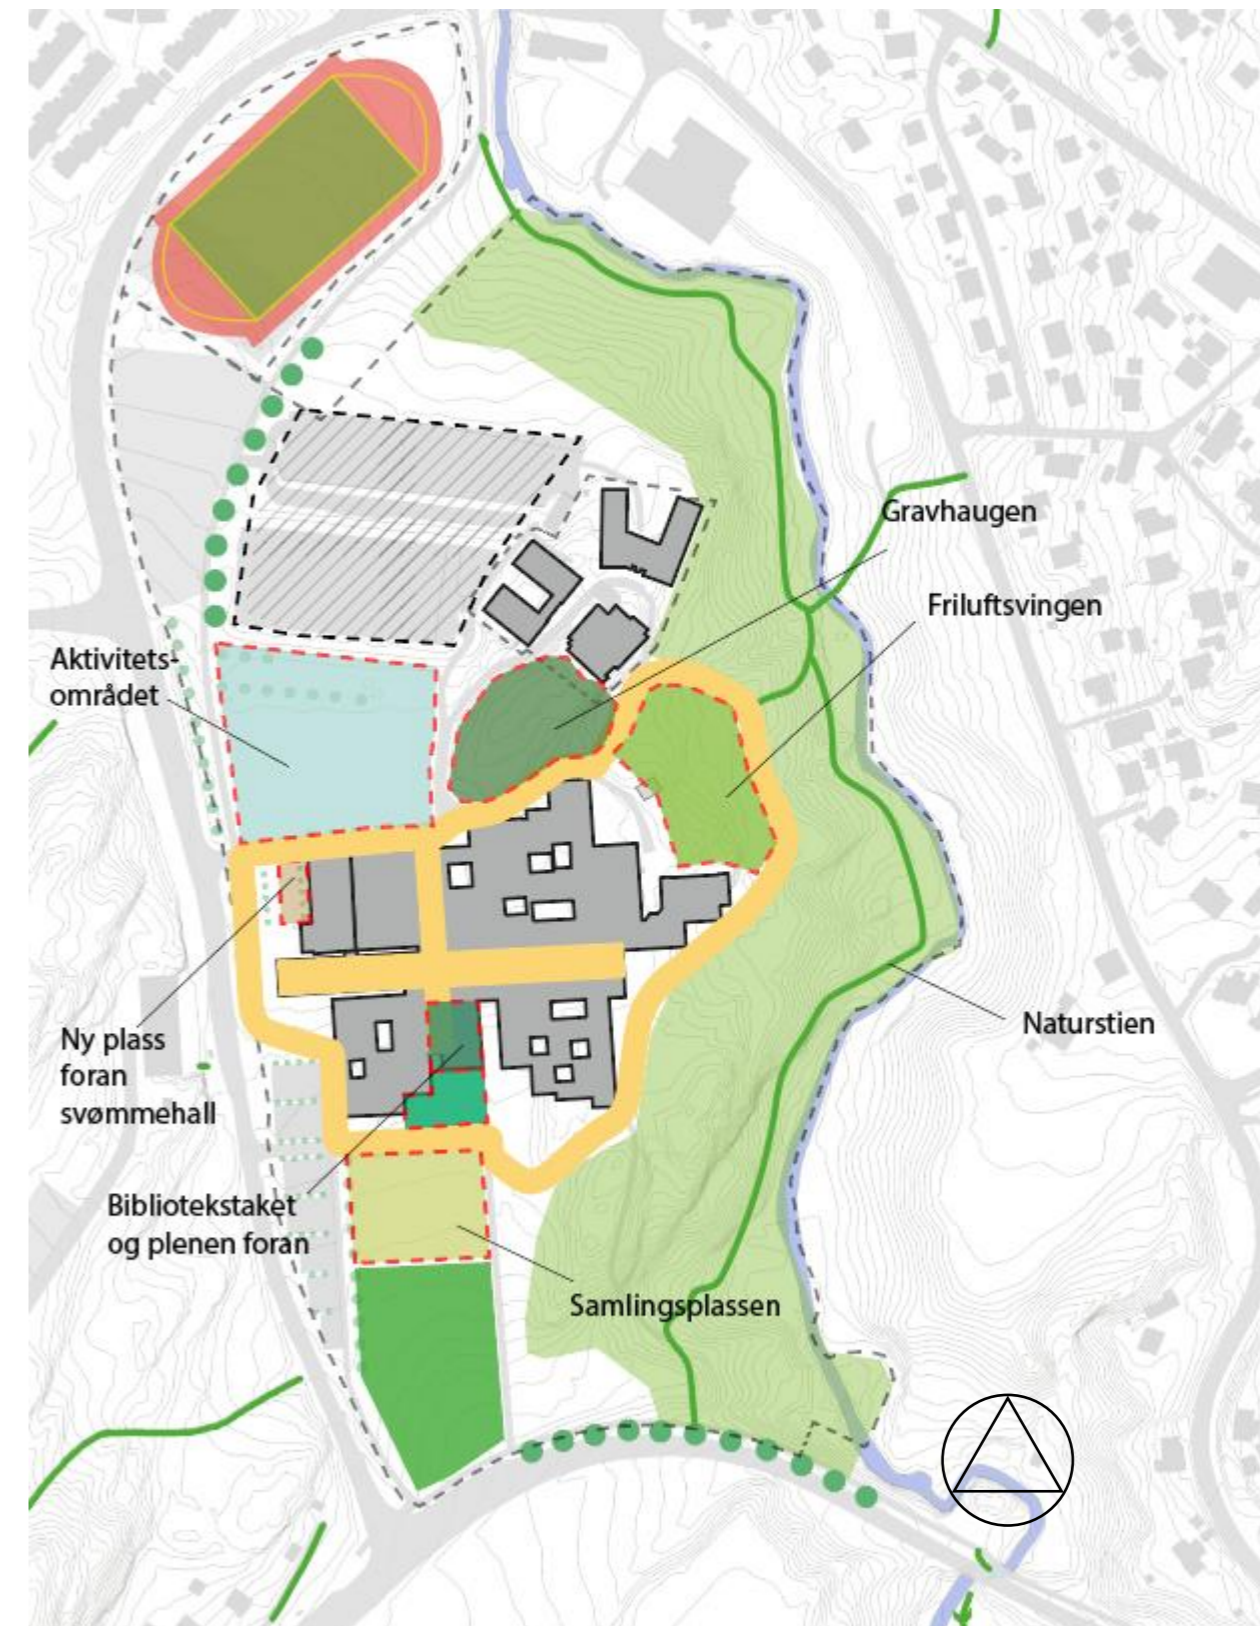 Gravhaugen
Friluftsvingen
Aktivitets-
området
Naturstien
Ny plass
foran
svømmehall
Bibliotekstaket
og plenen foran
Samlingsplassen